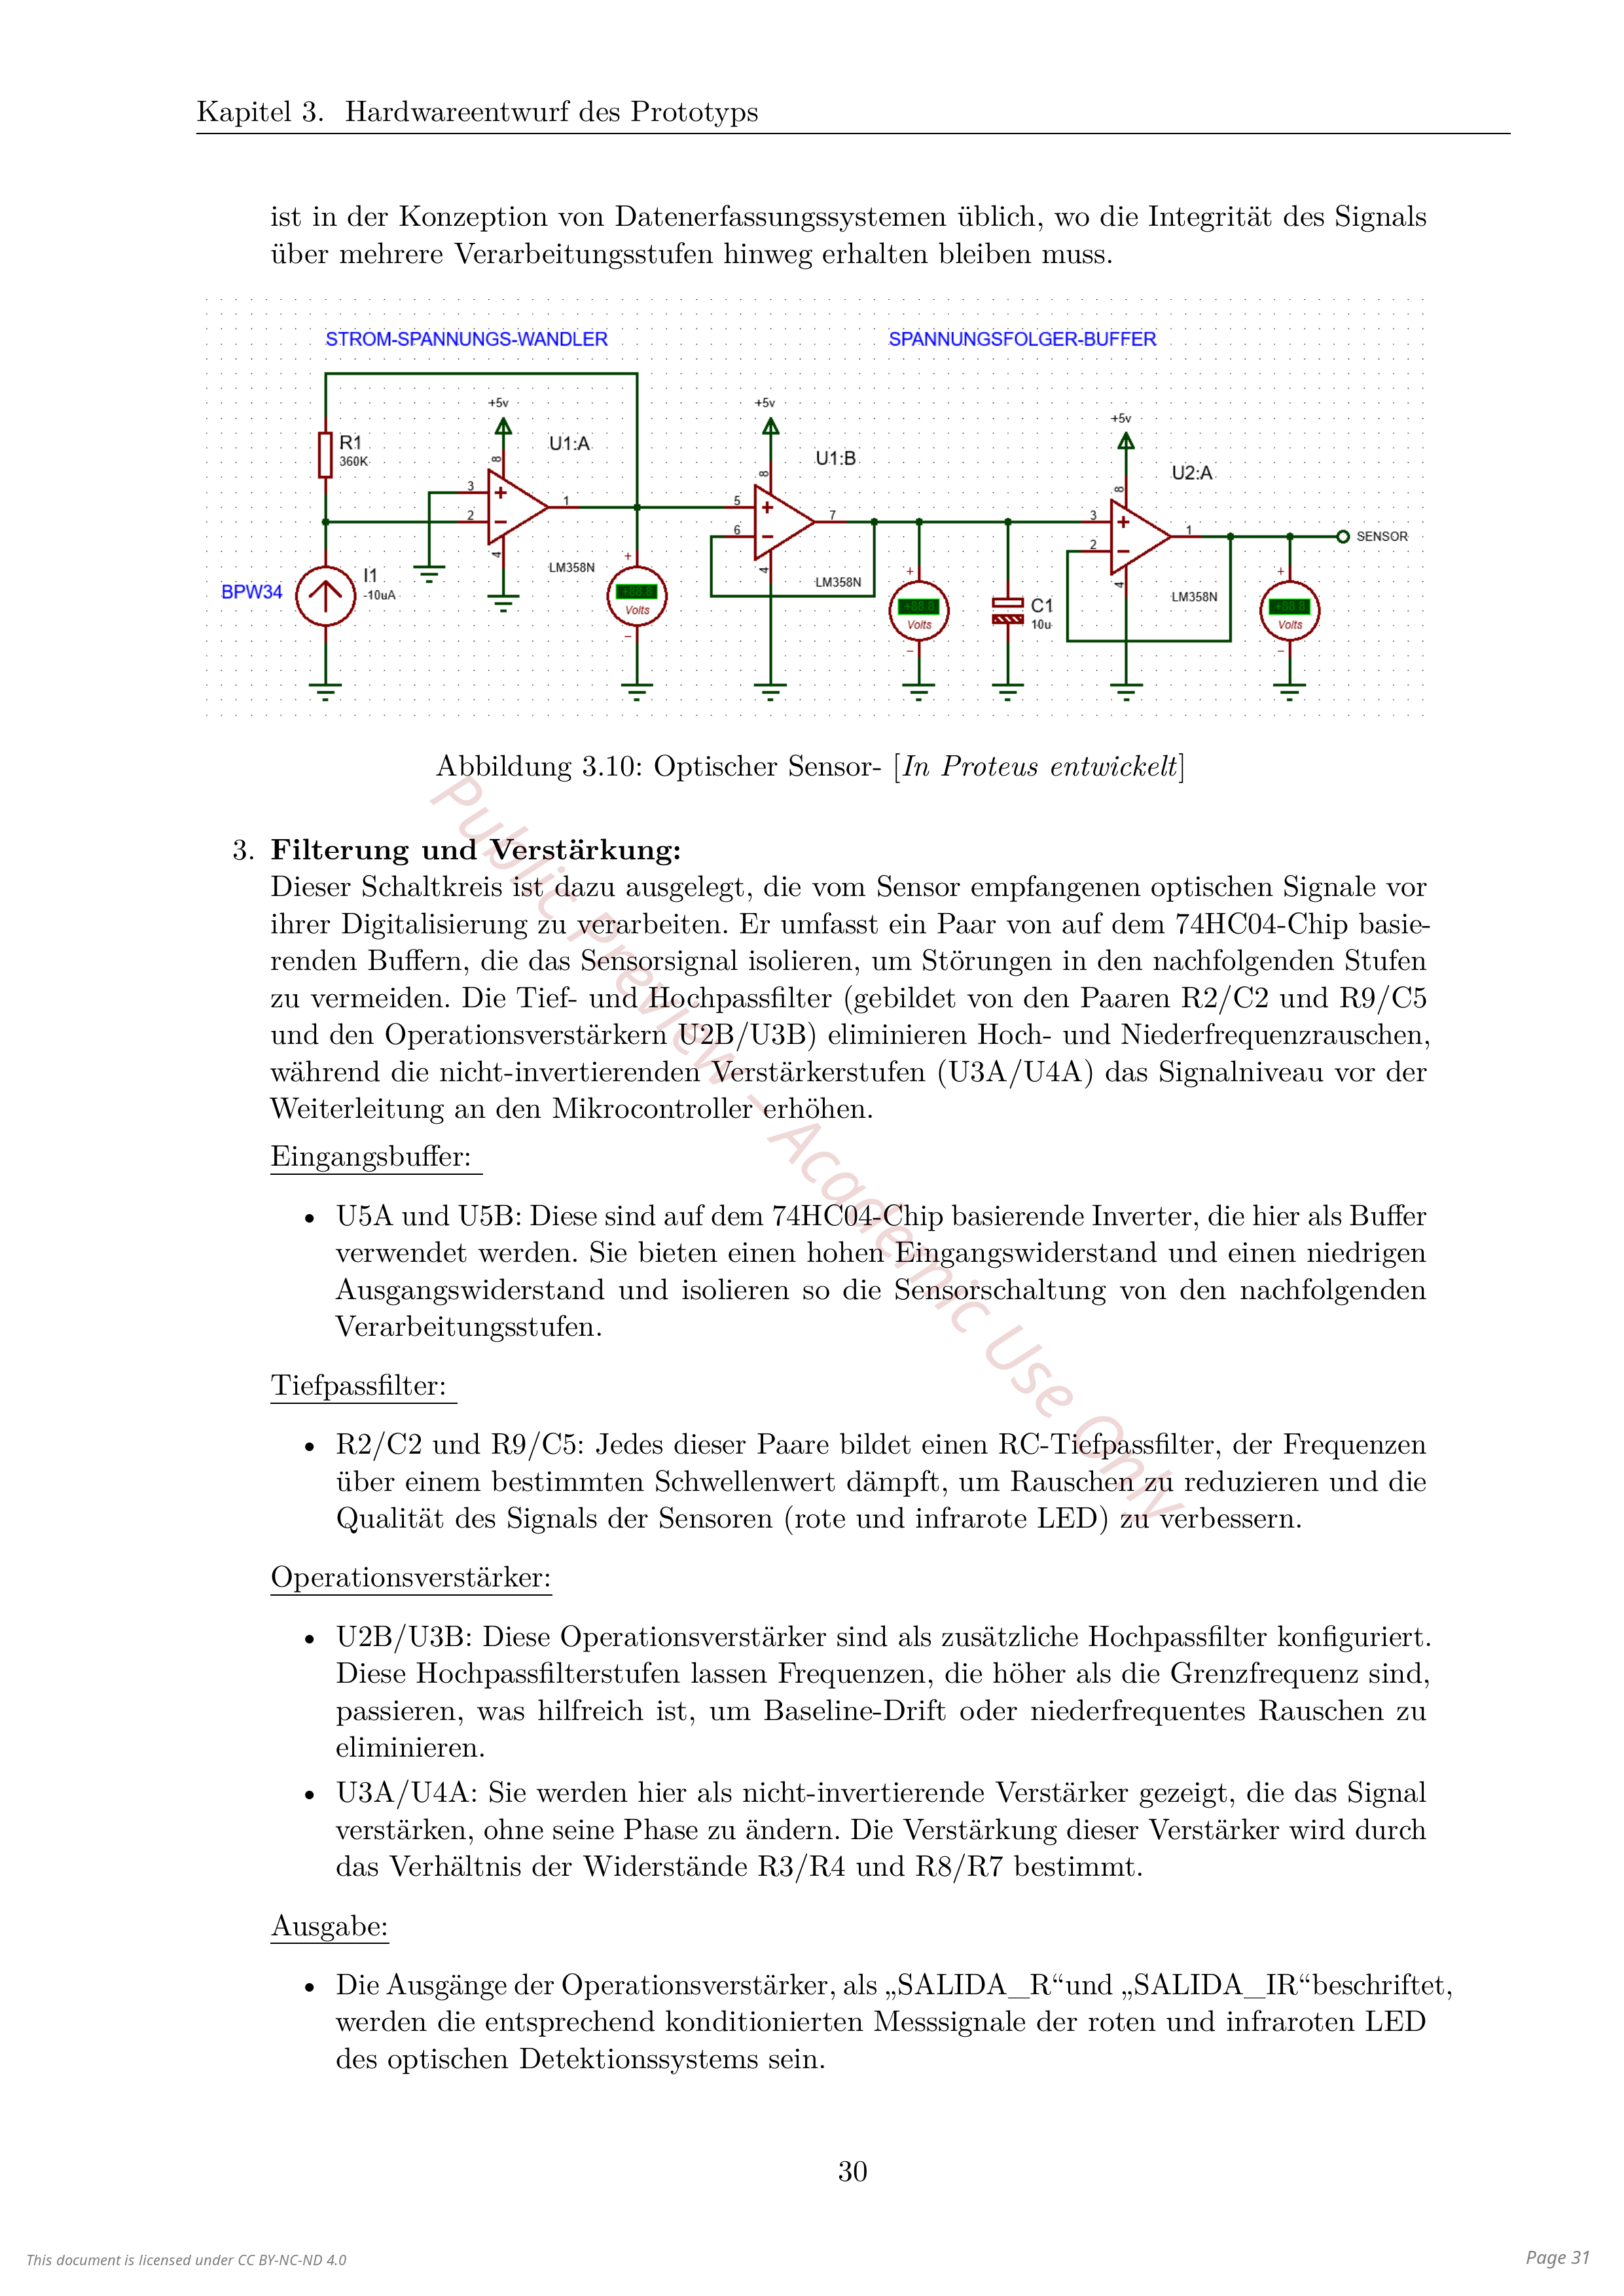 Kapitel 3. Hardwareentwurf des Prototyps
ist in der Konzeption von Datenerfassungssystemen üblich, wo die Integrität des Signals
über mehrere Verarbeitungsstufen hinweg erhalten bleiben muss.
STROM-SPANNUNGS-WANDLER
SPANNUNGSFOLGER-BUFFER
+5v
+5v
+5v
R1
360K
U1:A
U1:B
U2:A
8
8
8
3
2
1
4
5
6
7
4
3
2
1
4
LM358N
LM358N
LM358N
SENSOR
BPW34
I1
-10uA
+88.8
Volts
+88.8
Volts
C1
10u
+88.8
Volts
Abbildung 3.10: Optischer Sensor- [In Proteus entwickelt]
3. Filterung und Verstärkung:
Dieser Schaltkreis ist dazu ausgelegt, die vom Sensor empfangenen optischen Signale vor
ihrer Digitalisierung zu verarbeiten. Er umfasst ein Paar von auf dem 74HC04-Chip basie-
renden Buffern, die das Sensorsignal isolieren, um Störungen in den nachfolgenden Stufen
zu vermeiden. Die Tief- und Hochpassfilter (gebildet von den Paaren R2/C2 und R9/C5
und den Operationsverstärkern U2B/U3B) eliminieren Hoch- und Niederfrequenzrauschen,
während die nicht-invertierenden Verstärkerstufen (U3A/U4A) das Signalniveau vor der
Weiterleitung an den Mikrocontroller erhöhen.
Eingangsbuffer:
• U5A und U5B: Diese sind auf dem 74HC04-Chip basierende Inverter, die hier als Buffer
verwendet werden. Sie bieten einen hohen Eingangswiderstand und einen niedrigen
Ausgangswiderstand und isolieren so die Sensorschaltung von den nachfolgenden
Verarbeitungsstufen.
Tiefpassfilter:
• R2/C2 und R9/C5: Jedes dieser Paare bildet einen RC-Tiefpassfilter, der Frequenzen
über einem bestimmten Schwellenwert dämpft, um Rauschen zu reduzieren und die
Qualität des Signals der Sensoren (rote und infrarote LED) zu verbessern.
Operationsverstärker:
• U2B/U3B: Diese Operationsverstärker sind als zusätzliche Hochpassfilter konfiguriert.
Diese Hochpassfilterstufen lassen Frequenzen, die höher als die Grenzfrequenz sind,
passieren, was hilfreich ist, um Baseline-Drift oder niederfrequentes Rauschen zu
eliminieren.
• U3A/U4A: Sie werden hier als nicht-invertierende Verstärker gezeigt, die das Signal
verstärken, ohne seine Phase zu ändern. Die Verstärkung dieser Verstärker wird durch
das Verhältnis der Widerstände R3/R4 und R8/R7 bestimmt.
Ausgabe:
• Die Ausgänge der Operationsverstärker, als „SALIDA_R“und „SALIDA_IR“beschriftet,
werden die entsprechend konditionierten Messsignale der roten und infraroten LED
des optischen Detektionssystems sein.
Public Preview - Academic Use Only
30
This document is licensed under CC BY-NC-ND 4.0
Page 31